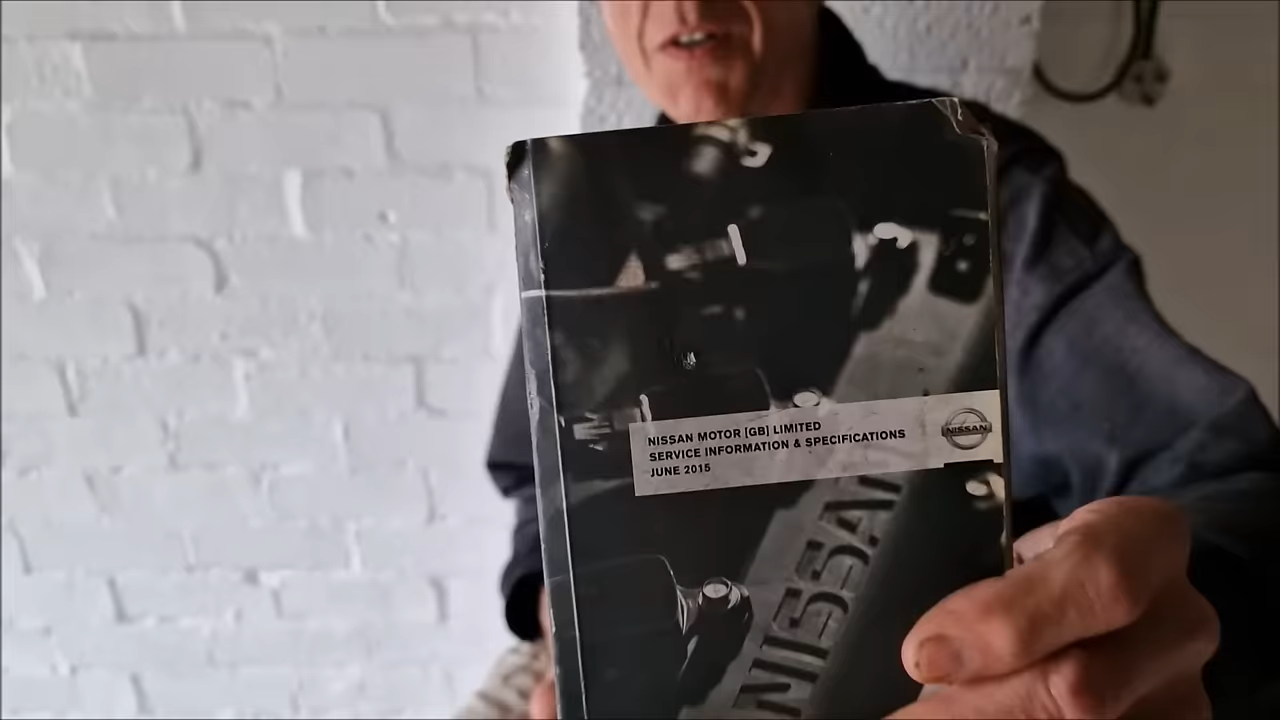 NISSAN MOTOR [GB] LIMITED
SERVICE INFORMATION & SPECIFICATIONS
JUNE 2015
NISSAN
NISSAN